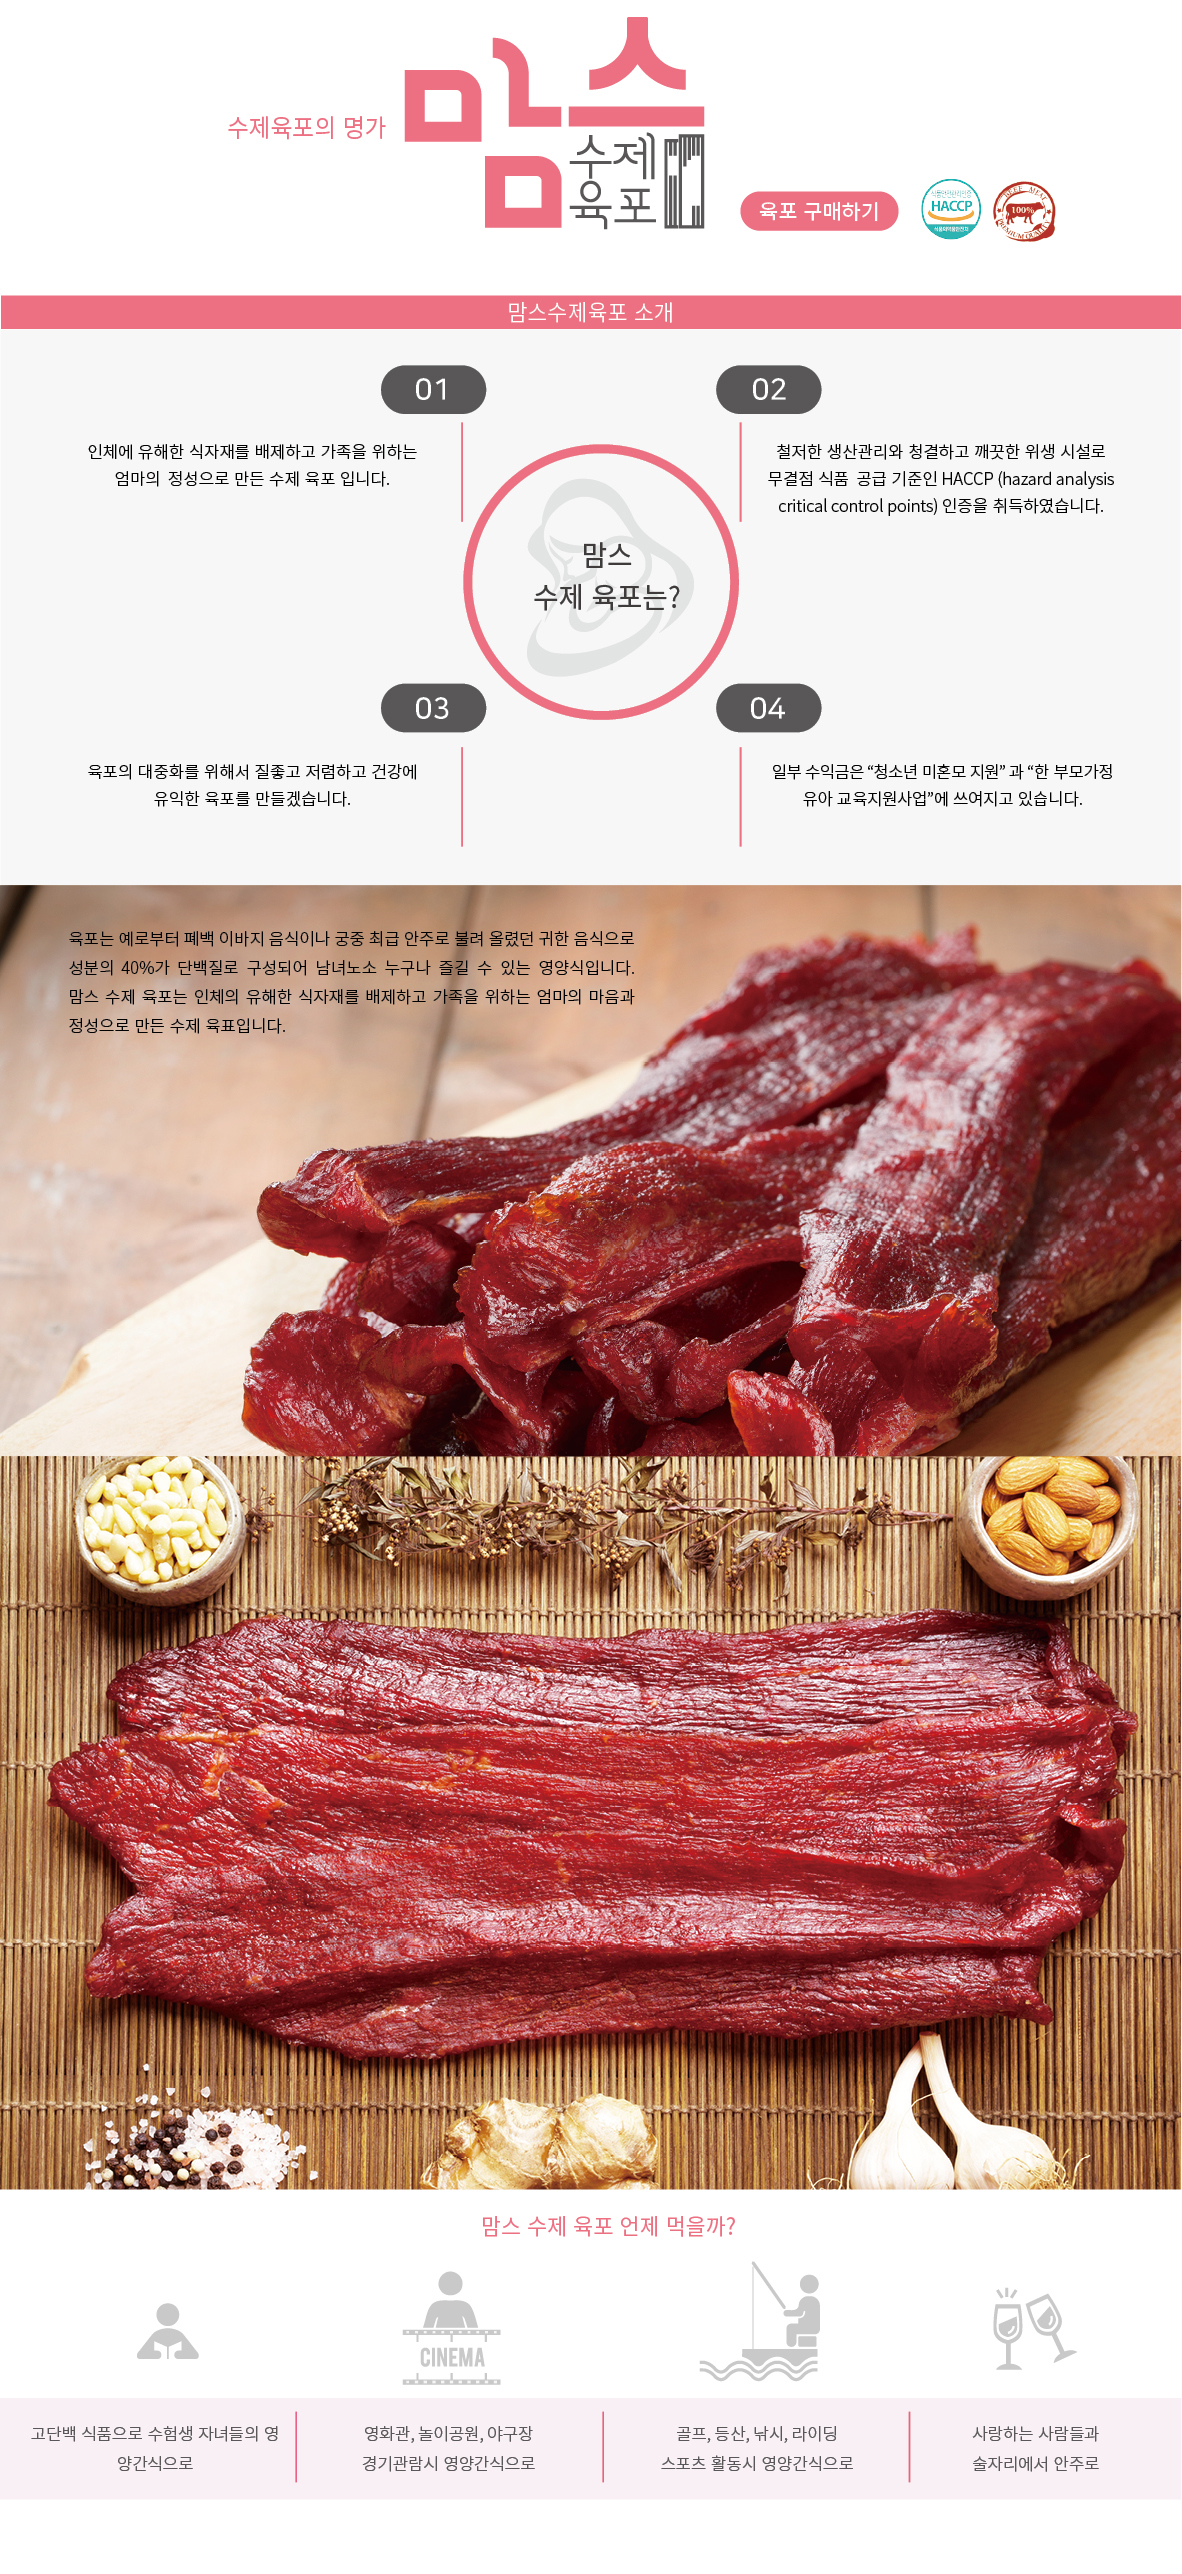 수제육포의 명가
맘스
수제
육포
육포 구매하기
식품안전관리인증
HACCP
식품의약품안전처
BEEF MEAT
100%
PREMIUM QUALITY
맘스수제육포 소개
01
인체에 유해한 식자재를 배제하고 가족을 위하는
엄마의 정성으로 만든 수제 육포 입니다.
02
철저한 생산관리와 청결하고 깨끗한 위생 시설로
무결점 식품 공급 기준인 HACCP (hazard analysis
critical control points) 인증을 취득하였습니다.
맘스
수제 육포는?
03
육포의 대중화를 위해서 질좋고 저렴하고 건강에
유익한 육포를 만들겠습니다.
04
일부 수익금은 “청소년 미혼모 지원” 과 “한 부모가정
유아 교육지원사업”에 쓰여지고 있습니다.
육포는 예로부터 폐백 이바지 음식이나 궁중 최급 안주로 불려 올렸던 귀한 음식으로
성분의 40%가 단백질로 구성되어 남녀노소 누구나 즐길 수 있는 영양식입니다.
맘스 수제 육포는 인체의 유해한 식자재를 배제하고 가족을 위하는 엄마의 마음과
정성으로 만든 수제 육표입니다.
맘스 수제 육포 언제 먹을까?
CINEMA
고단백 식품으로 수험생 자녀들의 영
양간식으로
영화관, 놀이공원, 야구장
경기관람시 영양간식으로
골프, 등산, 낚시, 라이딩
스포츠 활동시 영양간식으로
사랑하는 사람들과
술자리에서 안주로